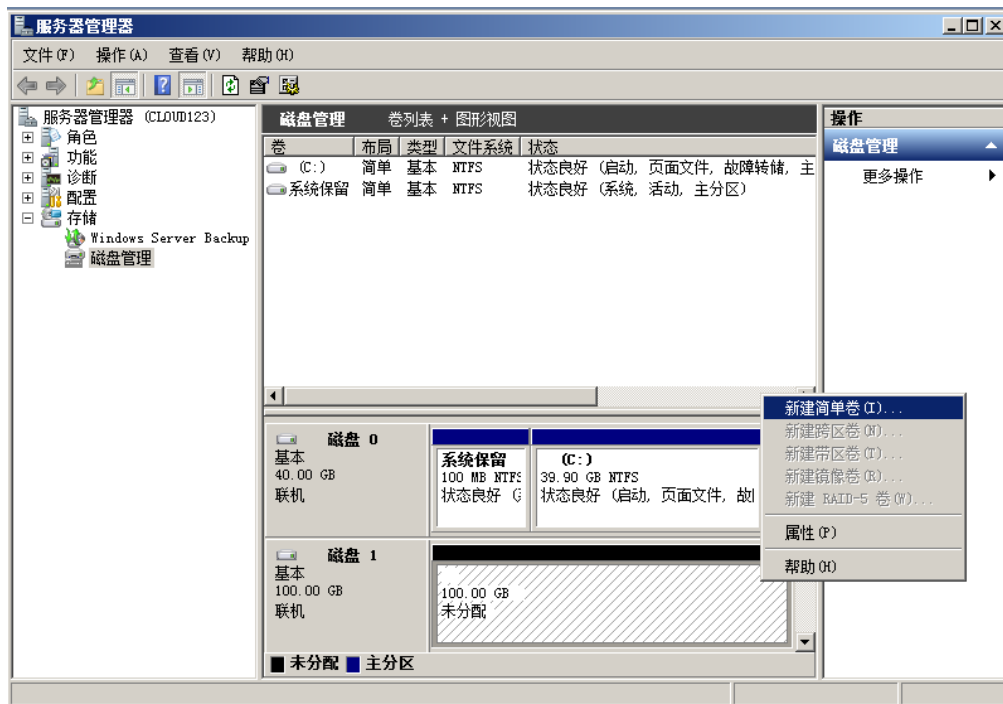 服务器管理器
文件(F) 操作(A) 查看(V) 帮助(H)
服务器管理器 (CLOUD123)
角色
功能
诊断
配置
存储
Windows Server Backup
磁盘管理
磁盘管理 卷列表 + 图形视图
卷 布局 类型 文件系统 状态
(C:) 简单 基本 NTFS 状态良好 (启动, 页面文件, 故障转储, 主
系统保留 简单 基本 NTFS 状态良好 (系统, 活动, 主分区)
磁盘 0
基本
40.00 GB
联机
系统保留
100 MB NTFS
状态良好 (
(C:)
39.90 GB NTFS
状态良好 (启动, 页面文件, 故
磁盘 1
基本
100.00 GB
联机
100.00 GB
未分配
未分配 主分区
新建简单卷(I)...
新建跨区卷(N)...
新建带区卷(T)...
新建镜像卷(R)...
新建 RAID-5 卷(W)...
属性(P)
帮助(H)
操作
磁盘管理
更多操作